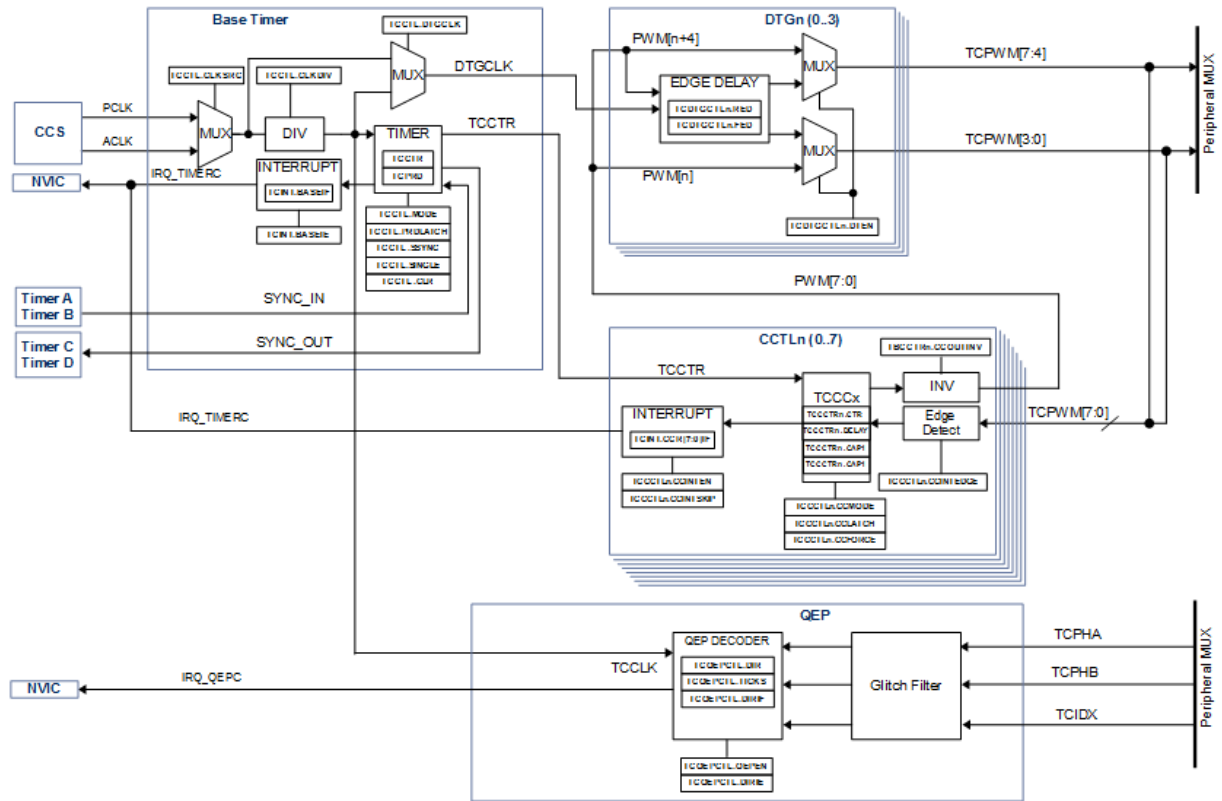 Base Timer
DTGn (0..3)
TCCTL.DTGCLK
PWM[n+4]
TCPWM[7:4]
TCCTL.CLKSRC
TCCTL.CLKDIV
MUX
DTGCLK
MUX
EDGE DELAY
TCDTGCTLn.RED
TCDTGCTLn.FED
CCS
PCLK
ACLK
MUX
DIV
TIMER
TCCTR
TCCTR
TCPRD
MUX
TCPWM[3:0]
Peripheral MUX
NVIC
IRQ_TIMERC
INTERRUPT
TCINT.BASEIF
TCINT.BASEIE
PWM[n]
TCCTL.MODE
TCCTL.PRDLATCH
TCCTL.SSYNC
TCCTL.SINGLE
TCCTL.CLR
TCDTGCTLn.DTEN
Timer A
Timer B
SYNC_IN
PWM[7:0]
Timer C
Timer D
SYNC_OUT
CCTLn (0..7)
TBCCTRn.CCOUTINV
TCCTR
TCCCx
INV
IRQ_TIMERC
INTERRUPT
TCINT.CCR[7:0]IF
TCCCTRn.CTR
TCCCTRn.DELAY
TCCCTRn.CAP1
TCCCTRn.CAP1
Edge
Detect
TCPWM[7:0]
TCCCTLn.CCINTEN
TCCCTLn.CCINTSKIP
TCCCTLn.CCINTEDGE
TCCCTLn.CCMODE
TCCCTLn.CCLATCH
TCCCTLn.CCFORCE
QEP
QEP DECODER
TCQEPCTL.DIR
TCQEPCTL.TICKS
TCQEPCTL.DIRIF
Glitch Filter
TCPHA
TCPHB
TCIDX
Peripheral MUX
TCCLK
NVIC
IRQ_QEPC
TCQEPCTL.QEPEN
TCQEPCTL.DIRIE